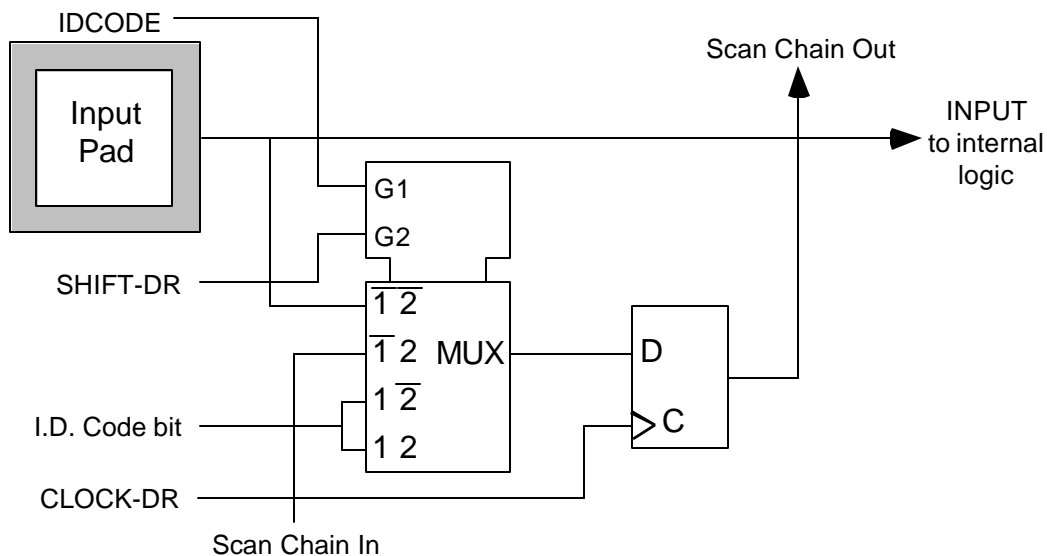 IDCODE
Input
Pad
Scan Chain Out
INPUT
to internal
logic
G1
G2
SHIFT-DR
1̅ 2̅
1̅ 2
MUX
1 2̅
1 2
D
C
I.D. Code bit
CLOCK-DR
Scan Chain In